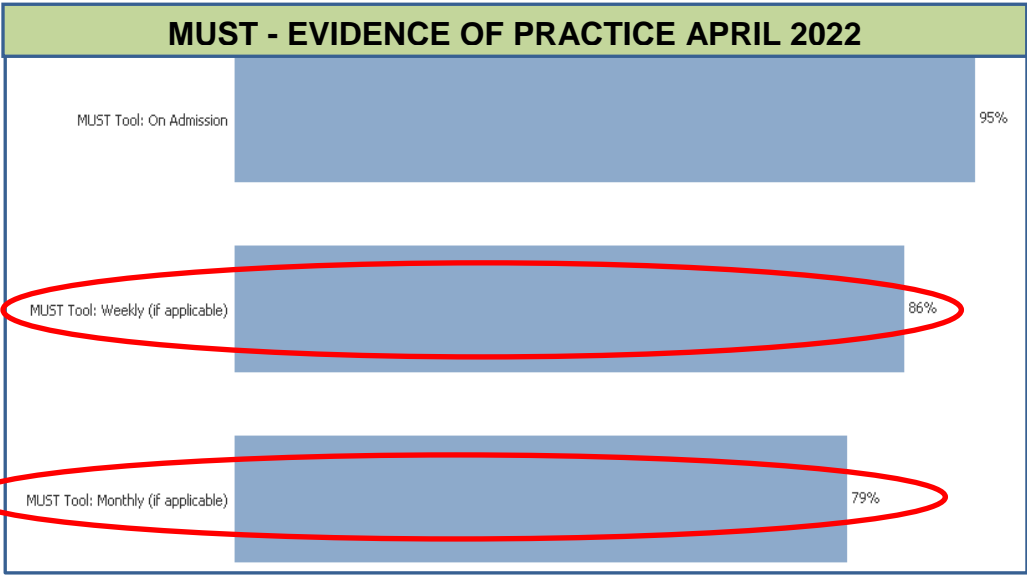 MUST - EVIDENCE OF PRACTICE APRIL 2022
MUST Tool: On Admission
95%
MUST Tool: Weekly (if applicable)
86%
MUST Tool: Monthly (if applicable)
79%